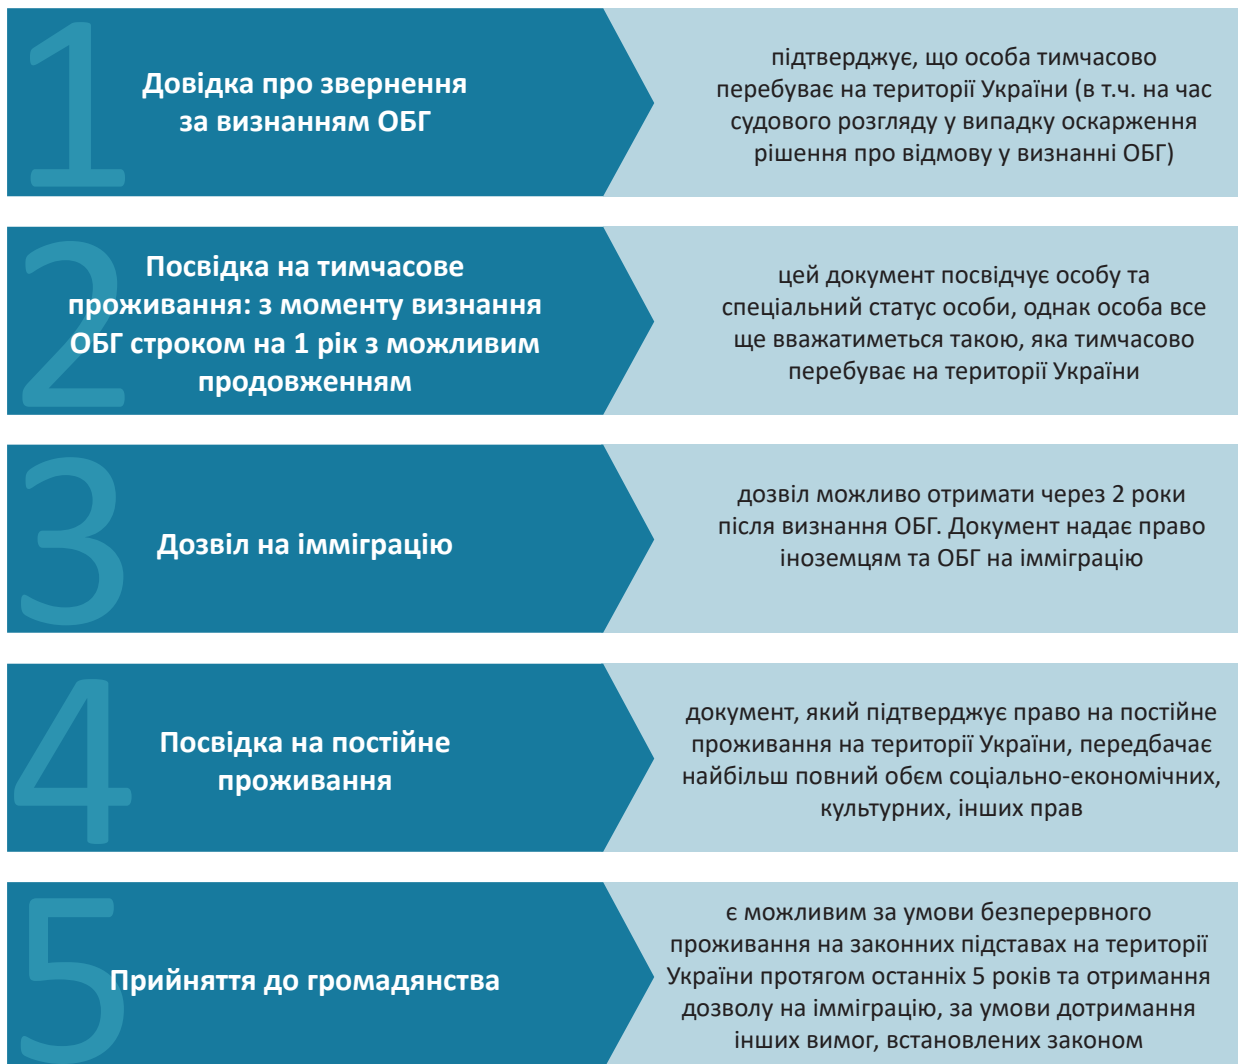 1
Довідка про звернення
за визнанням ОБГ
підтверджує, що особа тимчасово
перебуває на території України (в т.ч. на час
судового розгляду у випадку оскарження
рішення про відмову у визнанні ОБГ)
2
Посвідка на тимчасове
проживання: з моменту визнання
ОБГ строком на 1 рік з можливим
продовженням
цей документ посвідчує особу та
спеціальний статус особи, однак особа все
ще вважатиметься такою, яка тимчасово
перебуває на території України
3
Дозвіл на імміграцію
дозвіл можливо отримати через 2 роки
після визнання ОБГ. Документ надає право
іноземцям та ОБГ на імміграцію
4
Посвідка на постійне
проживання
документ, який підтверджує право на постійне
проживання на території України, передбачає
найбільш повний обєм соціально-економічних,
культурних, інших прав
5
Прийняття до громадянства
є можливим за умови безперервного
проживання на законних підставах на території
України протягом останніх 5 років та отримання
дозволу на імміграцію, за умови дотримання
інших вимог, встановлених законом